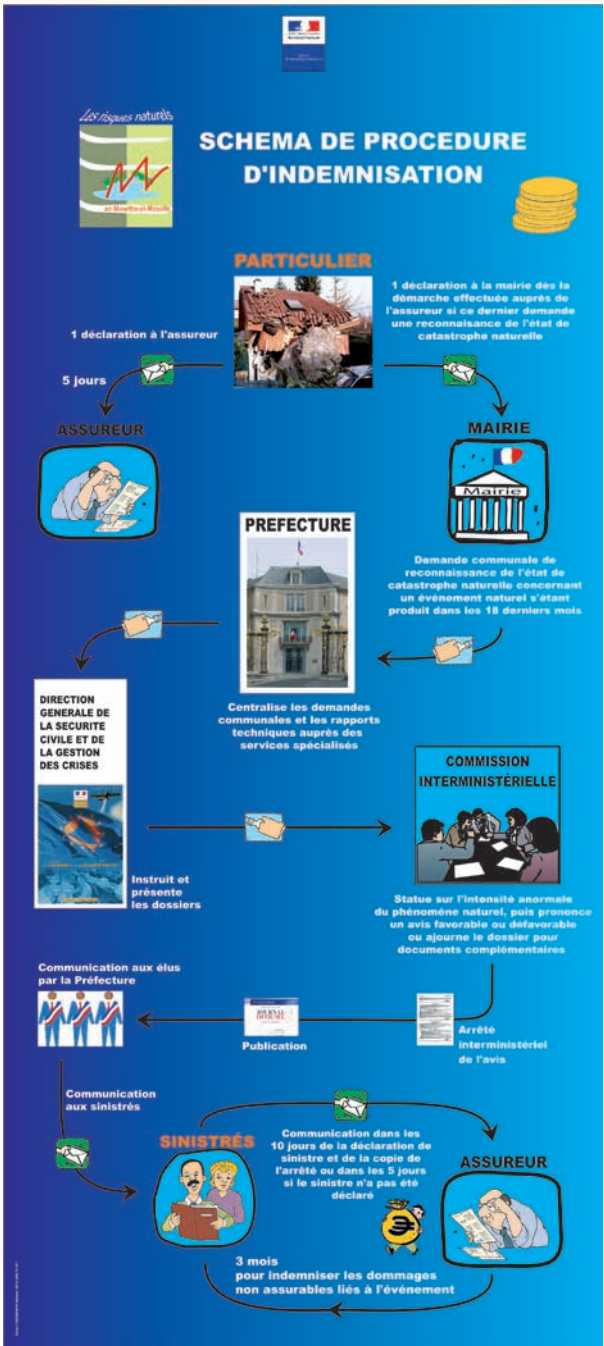 Les risques naturels
en Meurthe-et-Moselle
SCHEMA DE PROCEDURE
D'INDEMNISATION
PARTICULIER
1 déclaration à l'assureur
5 jours
1 déclaration à la mairie dès la
démarche effectuée auprès de
l'assureur si ce dernier demande
une reconnaisance de l'état de
catastrophe naturelle
ASSUREUR
MAIRIE
Mairie
PREFECTURE
Demande communale de
reconnaissance de l'état de
catastrophe naturelle concernant
un événement naturel s'étant
produit dans les 18 derniers mois
Centralise les demandes
communales et les rapports
techniques auprès des
services spécialisés
DIRECTION
GENERALE DE
LA SECURITE
CIVILE ET DE
LA GESTION
DES CRISES
Instruit et
présente
les dossiers
COMMISSION
INTERMINISTÉRIELLE
Statue sur l'intensité anormale
du phénomène naturel, puis prononce
un avis favorable ou défavorable
ou ajourne le dossier pour
documents complémentaires
Communication aux élus
par la Préfecture
JOURNAL
OFFICIEL
Publication
Arrêté
interministériel
de l'avis
Communication
aux sinistrés
SINISTRÉS
Communication dans les
10 jours de la déclaration de
sinistre et de la copie de
l'arrêté ou dans les 5 jours
si le sinistre n'a pas été
déclaré
ASSUREUR
3 mois
pour indemniser les dommages
non assurables liés à l'événement